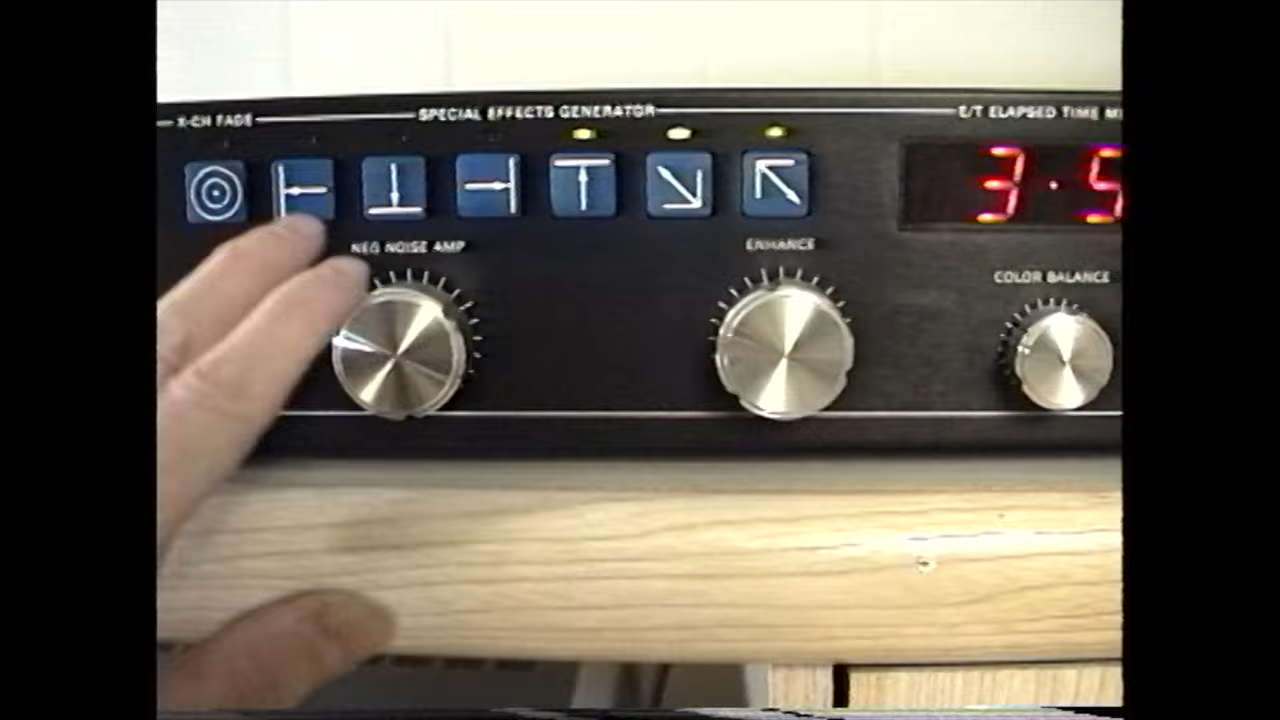 X-CH FADE
SPECIAL EFFECTS GENERATOR
E/T ELAPSED TIME
3.5
NEG NOISE AMP
ENHANCE
COLOR BALANCE